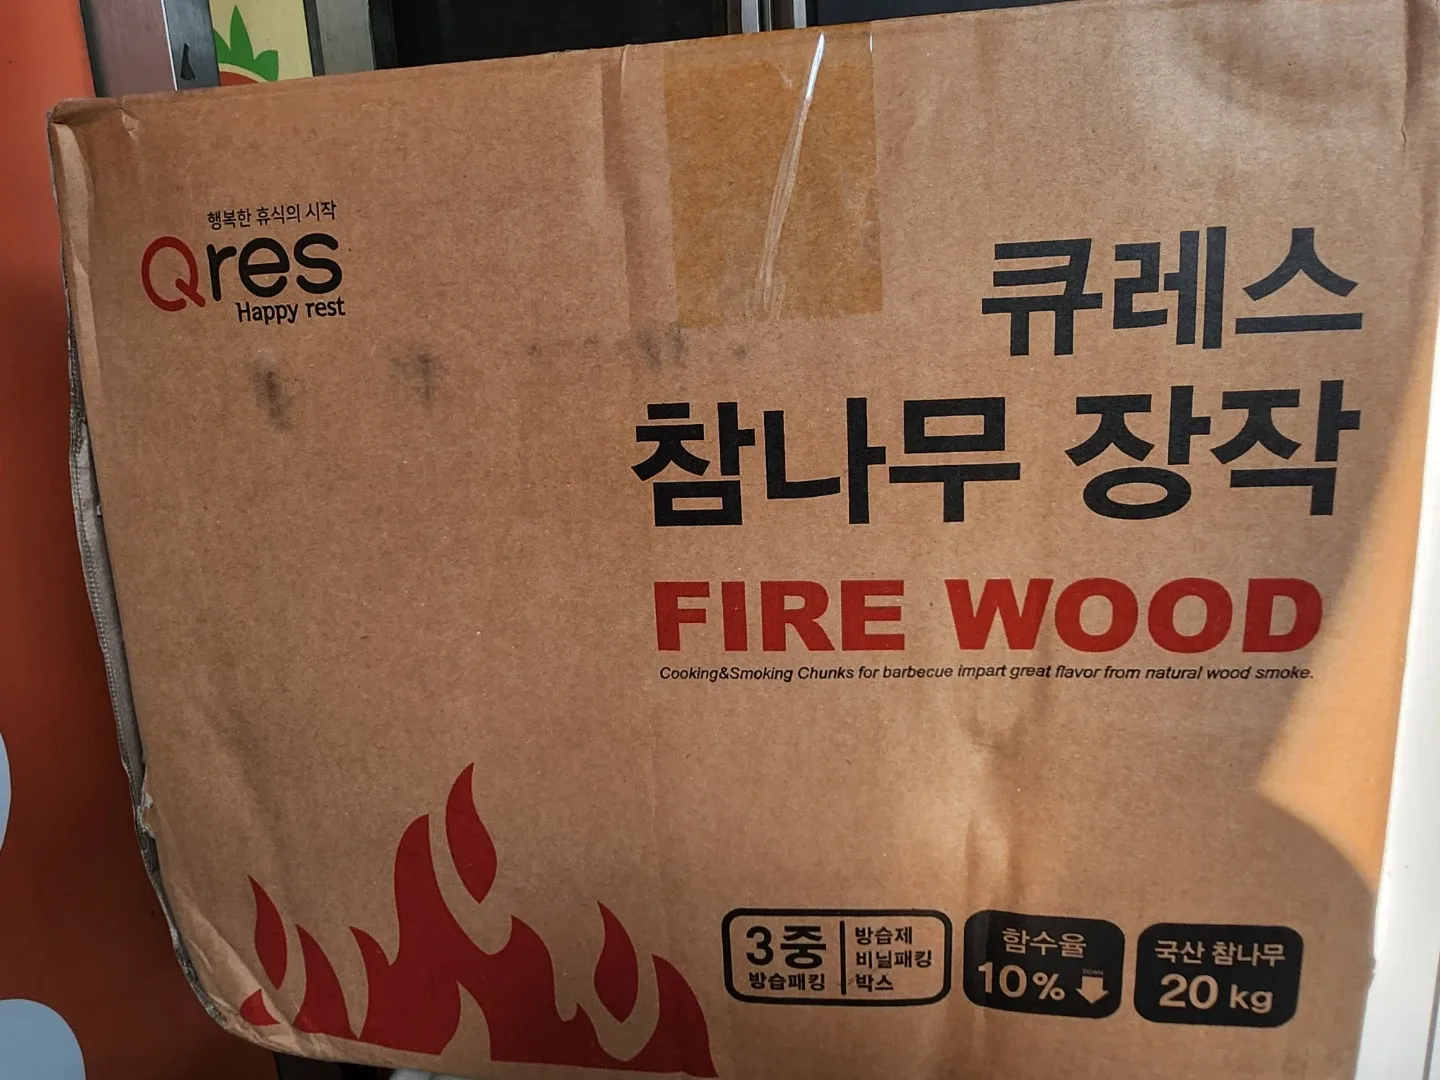 행복한 휴식의 시작
Qres
Happy rest
큐레스
참나무 장작
FIRE WOOD
Cooking&Smoking Chunks for barbecue impart great flavor from natural wood smoke.
3중
방습패킹
방습제
비닐패킹
박스
함수율
10%
DOWN
국산 참나무
20 kg